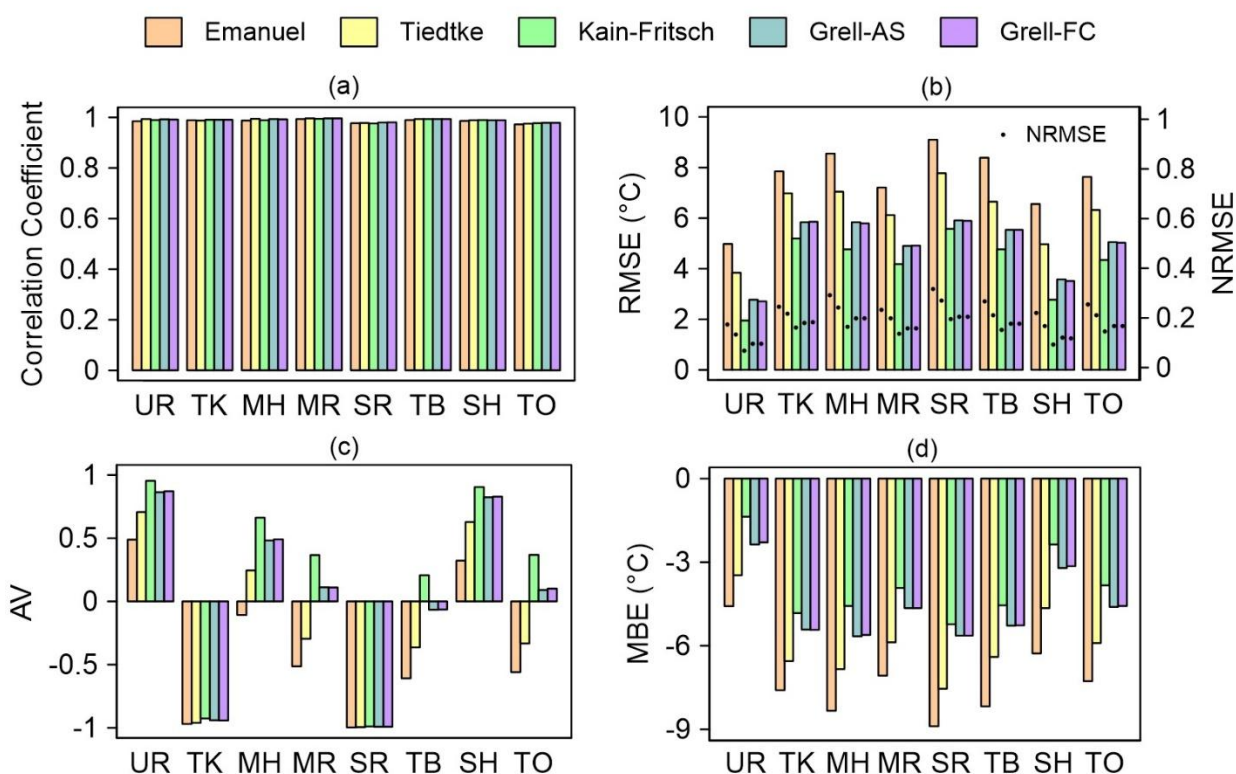 Emanuel Tiedtke Kain-Fritsch Grell-AS Grell-FC
(a)
Correlation Coefficient
1
0.8
0.6
0.4
0.2
0
UR TK MH MR SR TB SH TO
(b)
RMSE (°C)
10
8
6
4
2
0
NRMSE
1
0.8
0.6
0.4
0.2
0
NRMSE
UR TK MH MR SR TB SH TO
(c)
AV
1
0.5
0
-0.5
-1
UR TK MH MR SR TB SH TO
(d)
MBE (°C)
0
-3
-6
-9
UR TK MH MR SR TB SH TO